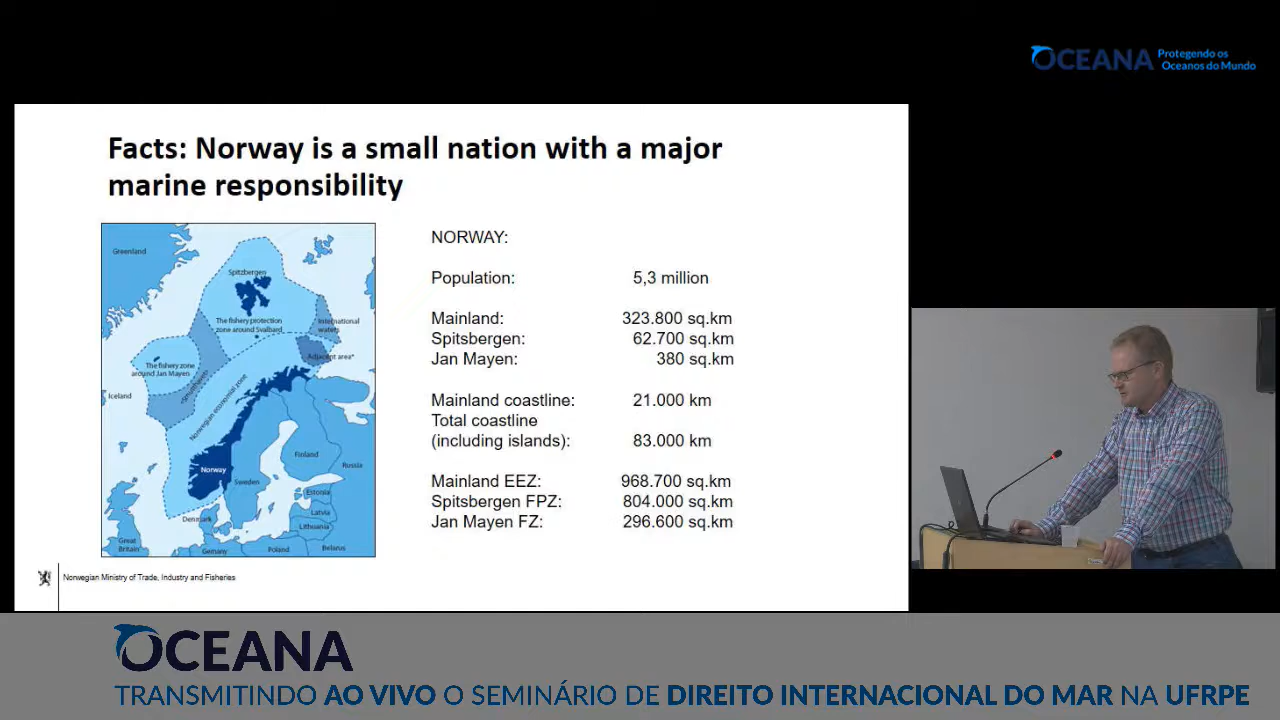 OCEANA Protegendo os
Oceanos do Mundo
Facts: Norway is a small nation with a major
marine responsibility
Greenland
Spitzbergen
The fishery protection
zone around Svalbard
International
waters
Adjacent area*
The fishery zone
around Jan Mayen
Iceland
Norwegian economial zone
Norway
Sweden
Finland
Russia
Estonia
Latvia
Lithuania
Denmark
Great
Britain
Germany
Poland
Belarus
NORWAY:
Population: 5,3 million
Mainland: 323.800 sq.km
Spitsbergen: 62.700 sq.km
Jan Mayen: 380 sq.km
Mainland coastline: 21.000 km
Total coastline
(including islands): 83.000 km
Mainland EEZ: 968.700 sq.km
Spitsbergen FPZ: 804.000 sq.km
Jan Mayen FZ: 296.600 sq.km
Norwegian Ministry of Trade, Industry and Fisheries
OCEANA
TRANSMITINDO AO VIVO O SEMINÁRIO DE DIREITO INTERNACIONAL DO MAR NA UFRPE